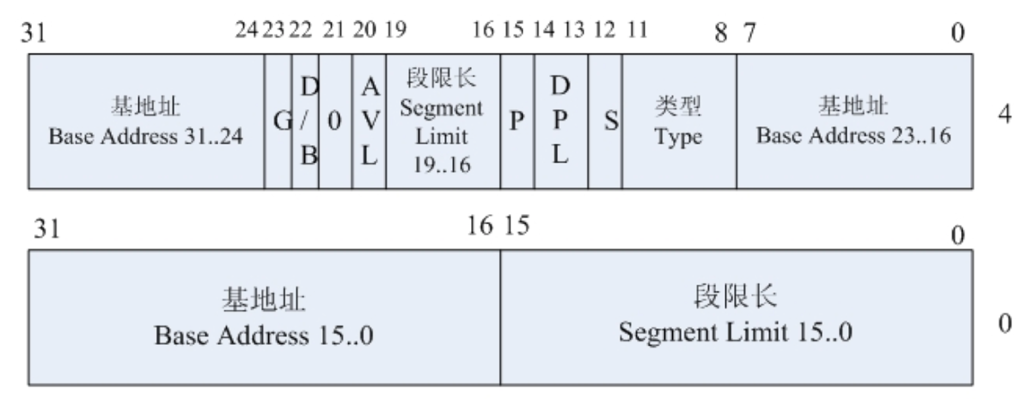 31 24 23 22 21 20 19 16 15 14 13 12 11 8 7 0
基地址
Base Address 31..24
G
D
/
B
0
A
V
L
段限长
Segment
Limit
19..16
P
D
P
L
S
类型
Type
基地址
Base Address 23..16
4
31 16 15 0
基地址
Base Address 15..0
段限长
Segment Limit 15..0
0